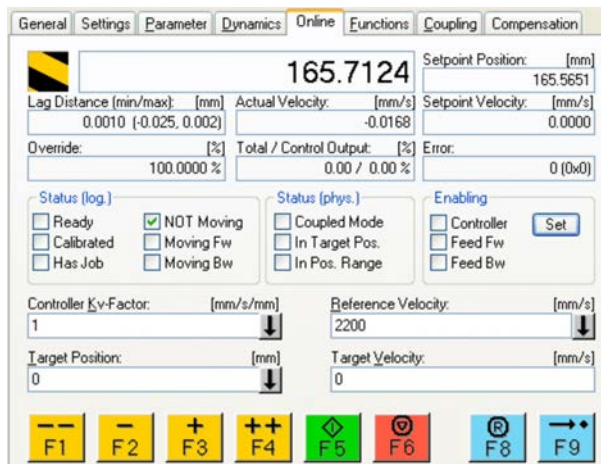 General Settings Parameter Dynamics Online Functions Coupling Compensation
165.7124
Setpoint Position: [mm]
165.5651
Lag Distance (min/max): [mm] Actual Velocity: [mm/s] Setpoint Velocity: [mm/s]
0.0010 (-0.025, 0.002) -0.0168 0.0000
Override: [%] Total / Control Output: [%] Error:
100.0000 % 0.00 / 0.00 % 0 (0x0)
Status (log.) Status (phys.) Enabling
Ready NOT Moving Coupled Mode Controller Set
Calibrated Moving Fw In Target Pos. Feed Fw
Has Job Moving Bw In Pos. Range Feed Bw
Controller Kv-Factor: [mm/s/mm] Reference Velocity: [mm/s]
1 2200
Target Position: [mm] Target Velocity: [mm/s]
0 0
-- - + ++ R
F1 F2 F3 F4 F5 F6 F8 F9